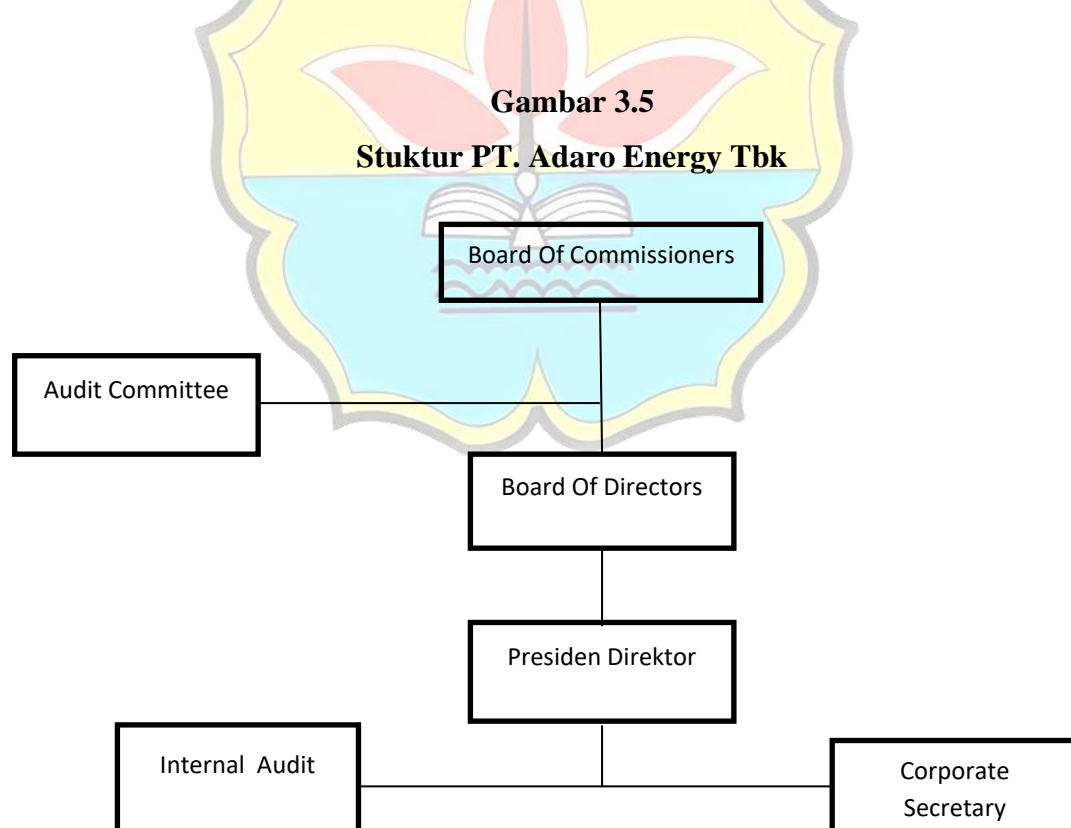 Gambar 3.5
Stuktur PT. Adaro Energy Tbk
Board Of Commissioners
Audit Committee
Board Of Directors
Presiden Direktor
Internal Audit
Corporate
Secretary